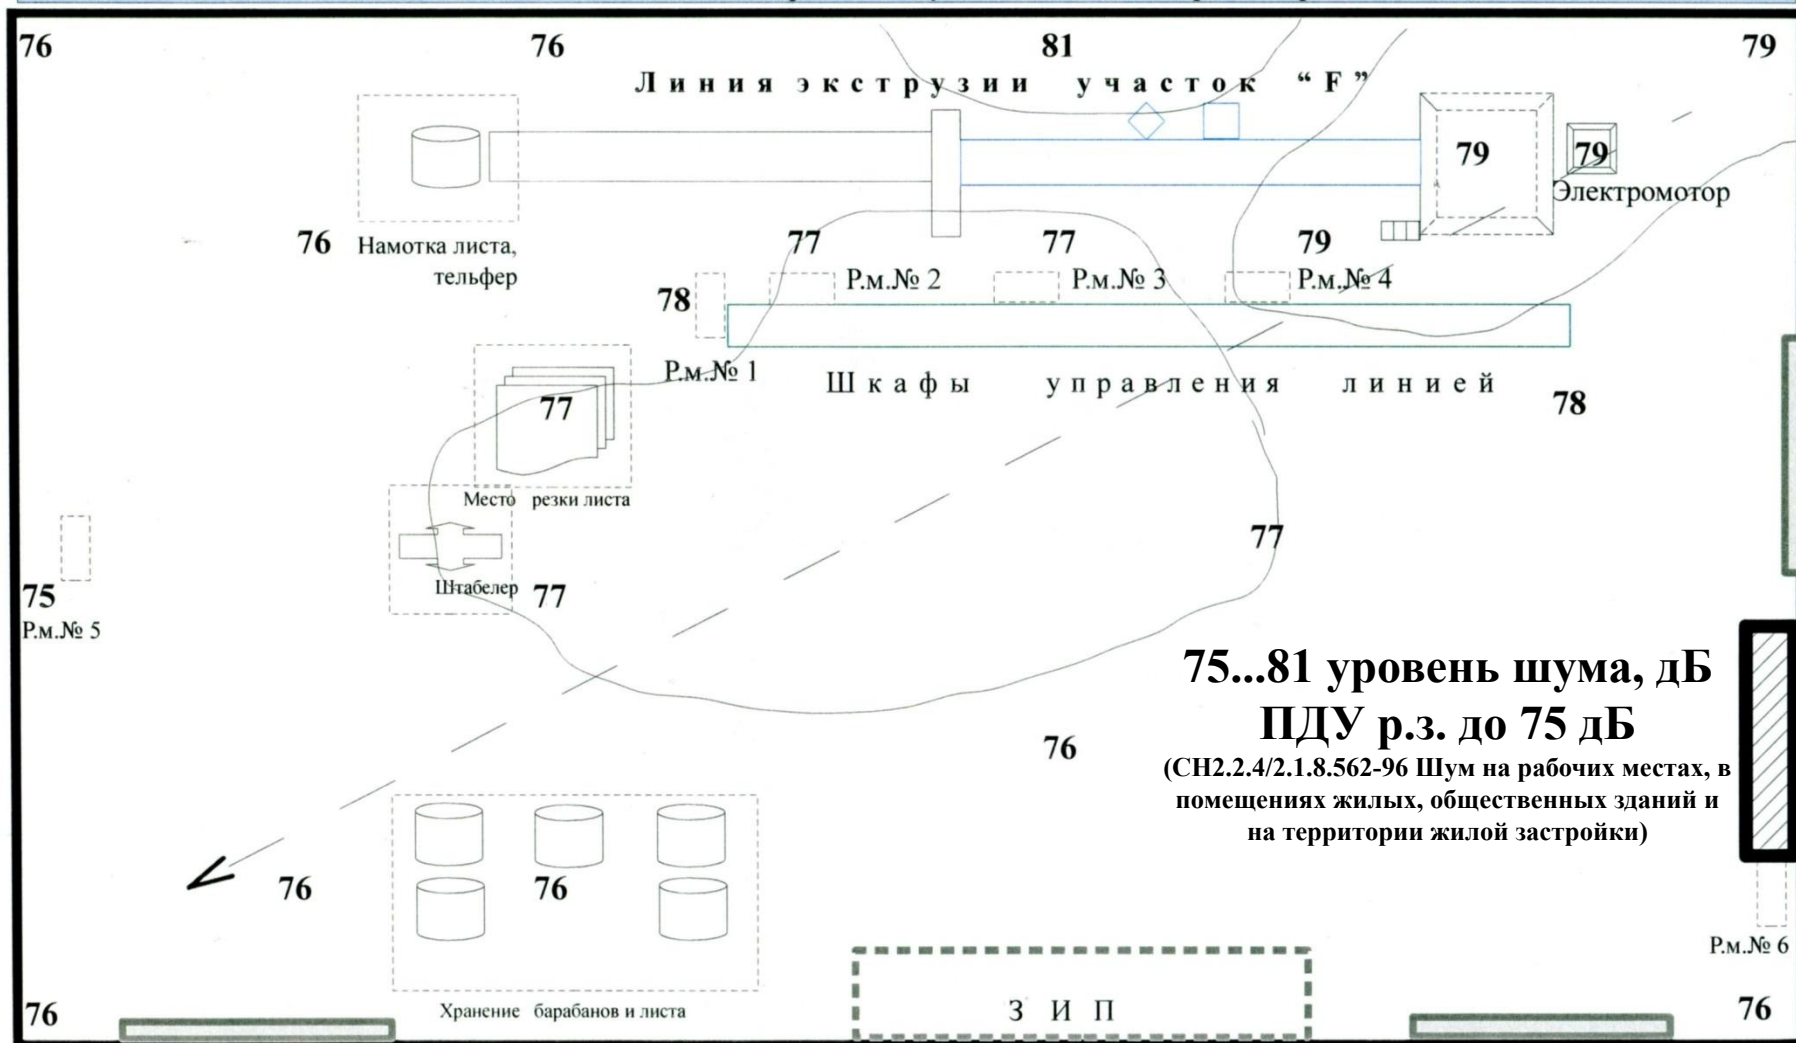 76 76 81 79
Линия экструзии участок “F”
79 79
Электромотор
76 Намотка листа,
тельфер
77 77 79
Р.м.№ 2 Р.м.№ 3 Р.м.№ 4
78
Р.м.№ 1
Шкафы управления линией
78
77
Место резки листа
77
Штабелер 77
75
Р.м.№ 5
75...81 уровень шума, дБ
ПДУ р.з. до 75 дБ
(СН2.2.4/2.1.8.562-96 Шум на рабочих местах, в
помещениях жилых, общественных зданий и
на территории жилой застройки)
76
76 76
Р.м.№ 6
Хранение барабанов и листа
ЗИП
76 76